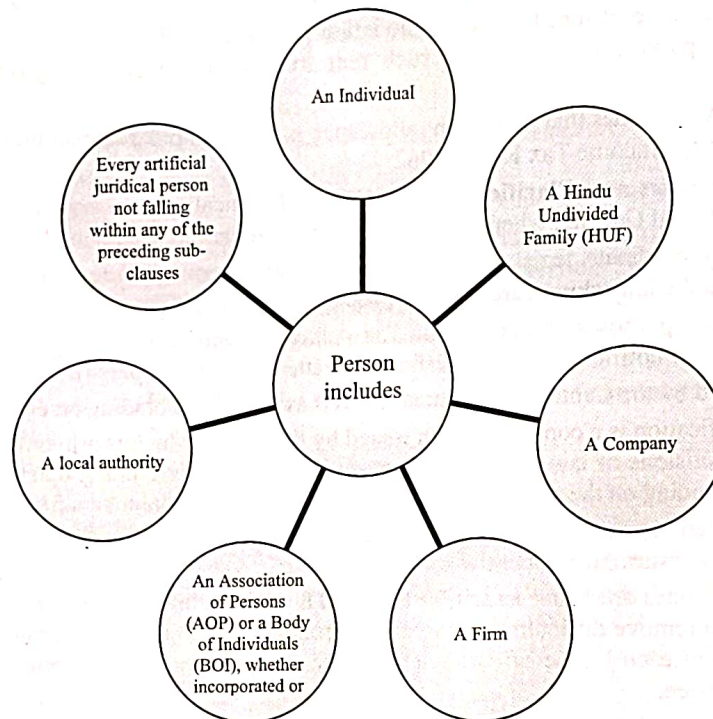 An Individual
Every artificial
juridical person
not falling
within any of the
preceding sub-
clauses
A Hindu
Undivided
Family (HUF)
Person
includes
A local authority
A Company
An Association
of Persons
(AOP) or a Body
of Individuals
(BOI), whether
incorporated or
A Firm